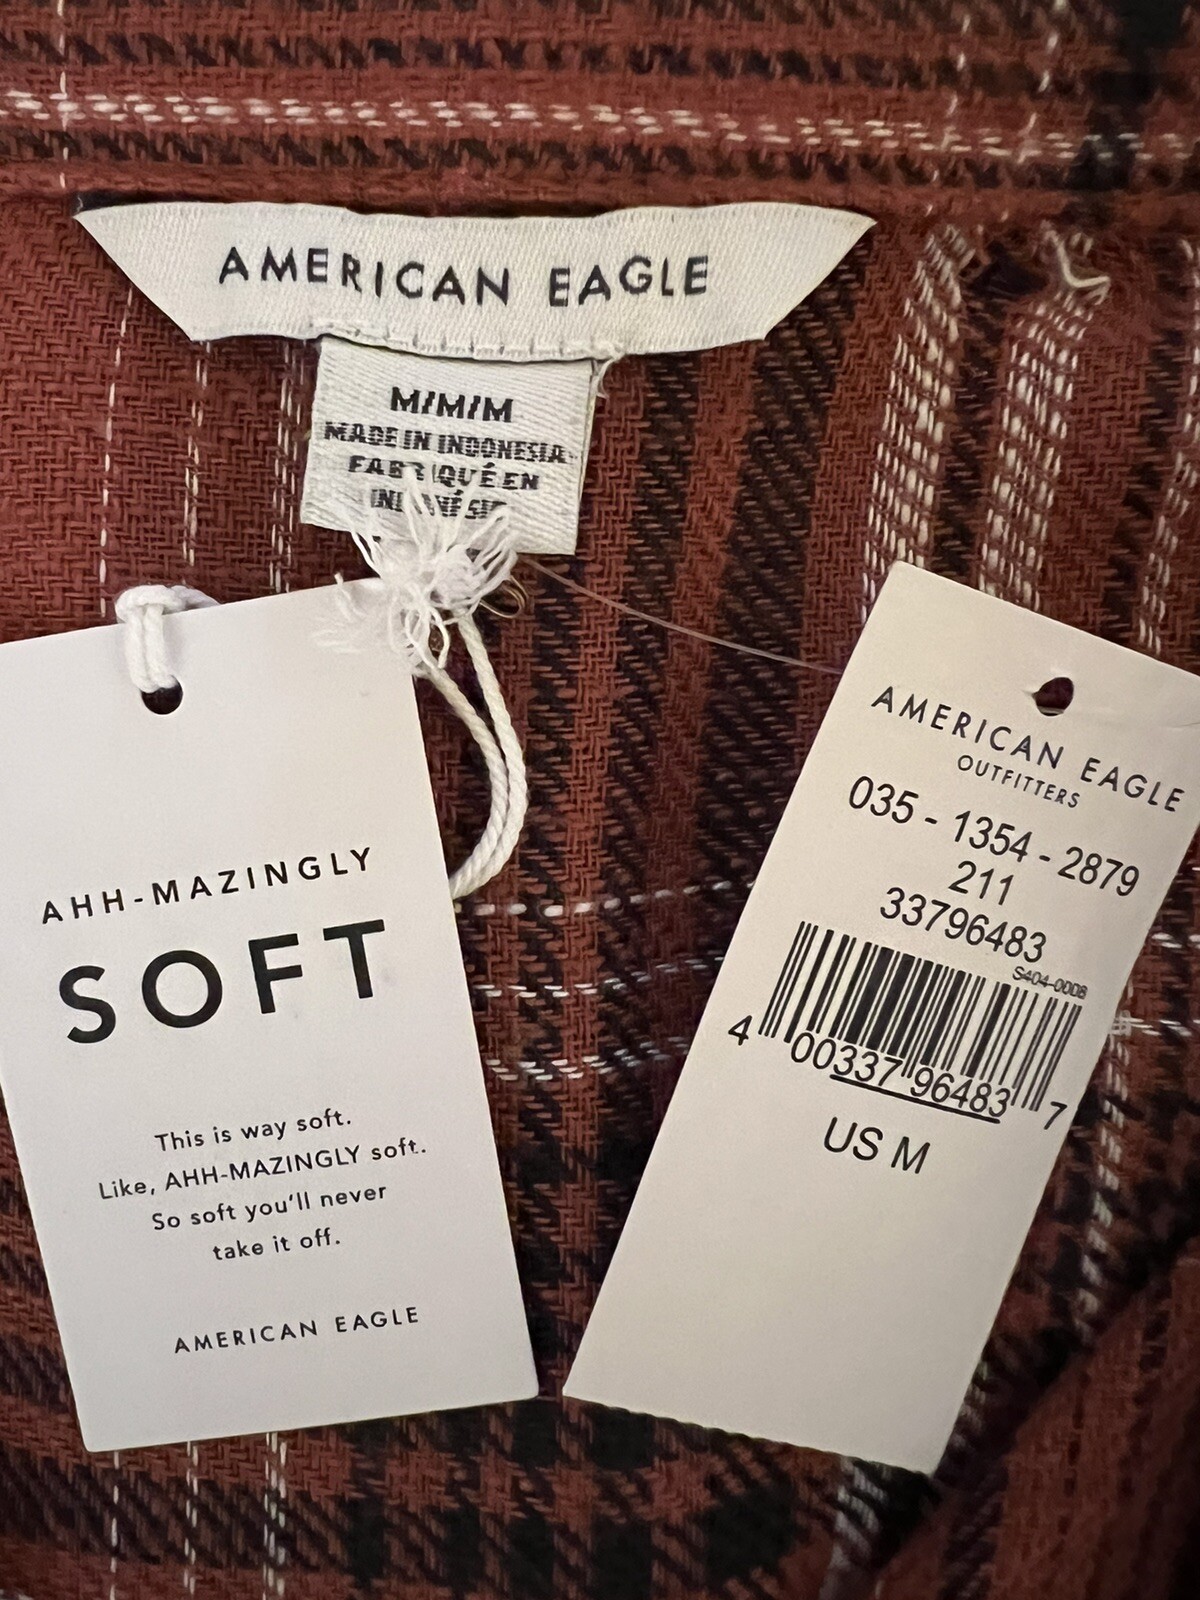 AMERICAN EAGLE
M/M/M
MADE IN INDONESIA
FABRIQUÉ EN
AHH-MAZINGLY
SOFT
This is way soft.
Like, AHH-MAZINGLY soft.
So soft you'll never
take it off.
AMERICAN EAGLE
AMERICAN EAGLE
OUTFITTERS
035 - 1354 - 2879
211
33796483
S404-0008
4 00337 96483 7
US M